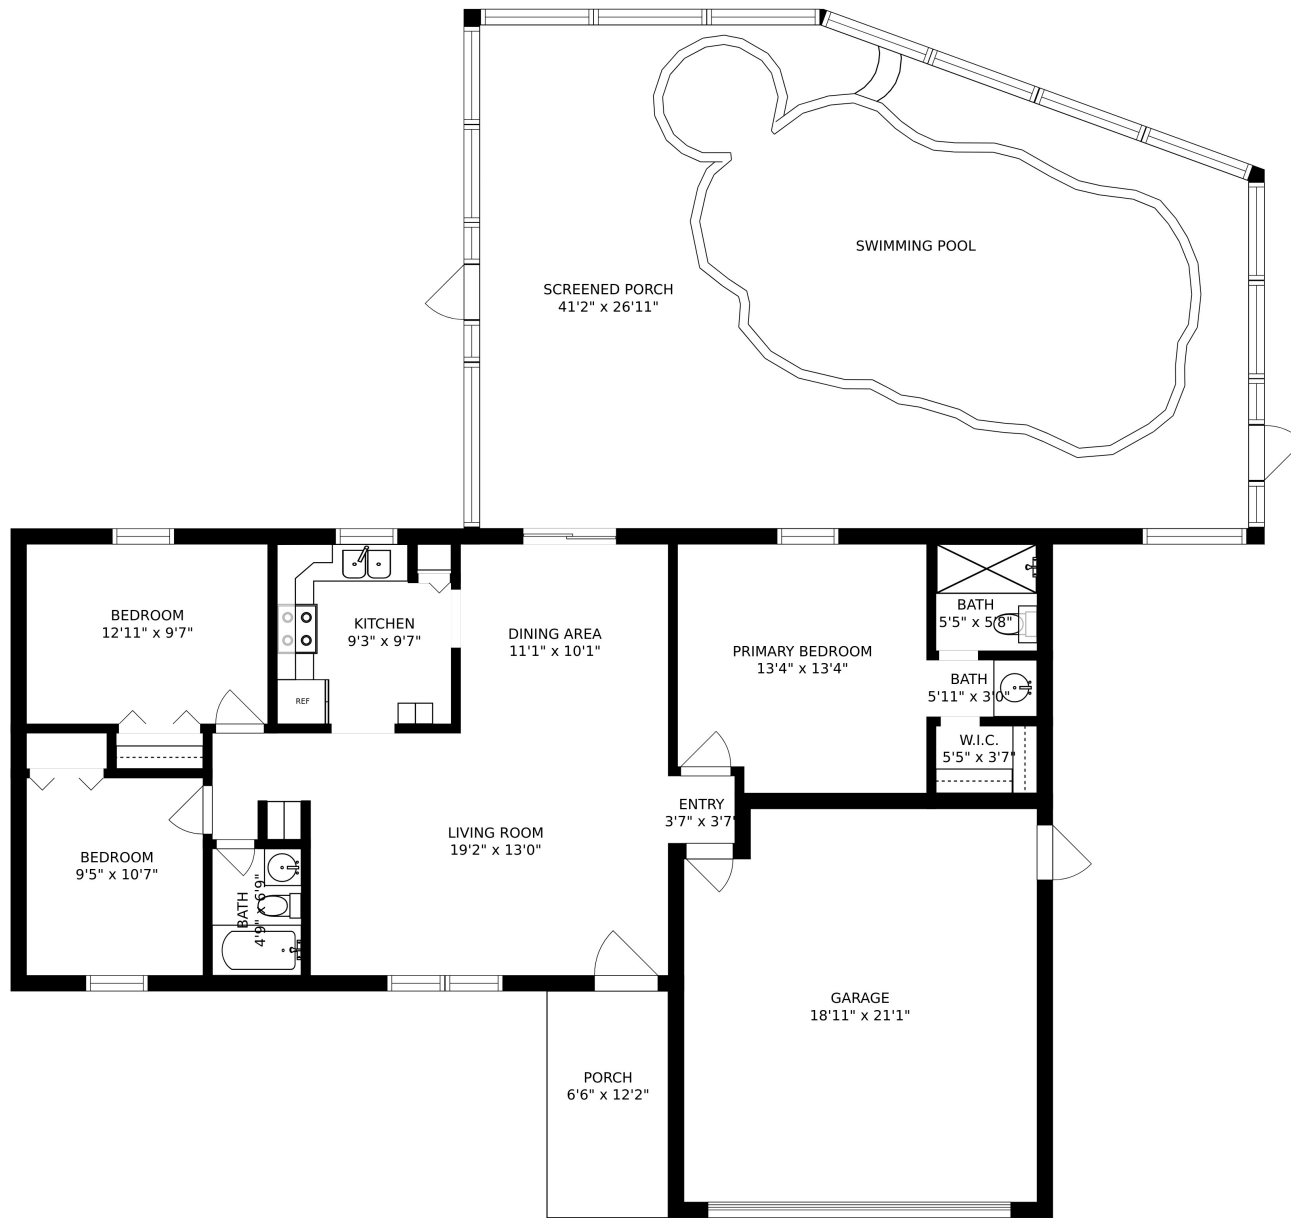 SWIMMING POOL
SCREENED PORCH
41'2" x 26'11"
BEDROOM
12'11" x 9'7"
KITCHEN
9'3" x 9'7"
REF
DINING AREA
11'1" x 10'1"
PRIMARY BEDROOM
13'4" x 13'4"
BATH
5'5" x 5'8"
BATH
5'11" x 3'0"
W.I.C.
5'5" x 3'7"
ENTRY
3'7" x 3'7"
LIVING ROOM
19'2" x 13'0"
BEDROOM
9'5" x 10'7"
BATH
4'9" x 6'9"
GARAGE
18'11" x 21'1"
PORCH
6'6" x 12'2"